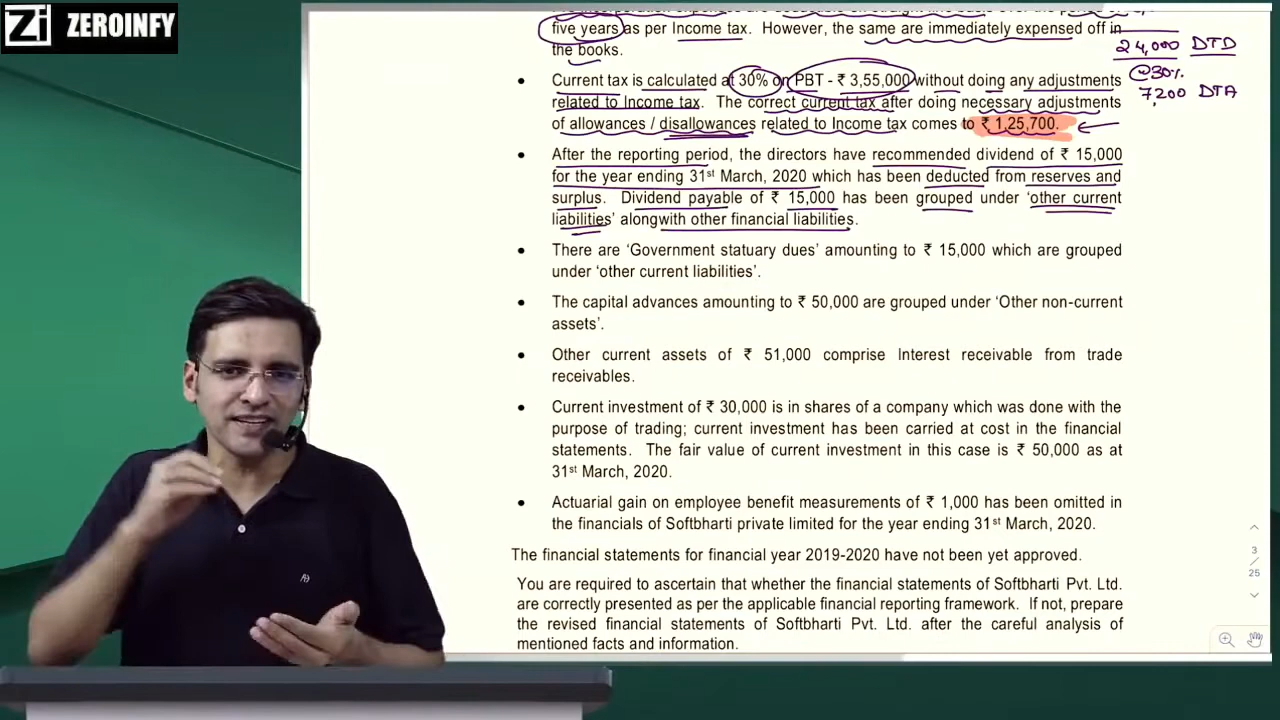 Zi ZEROINFY
five years as per Income tax. However, the same are immediately expensed off in
the books.
24,000 DTD
@30%
7,200 DTA
• Current tax is calculated at 30% on PBT - ₹ 3,55,000 without doing any adjustments
related to Income tax. The correct current tax after doing necessary adjustments
of allowances / disallowances related to Income tax comes to ₹ 1,25,700.
• After the reporting period, the directors have recommended dividend of ₹ 15,000
for the year ending 31st March, 2020 which has been deducted from reserves and
surplus. Dividend payable of ₹ 15,000 has been grouped under 'other current
liabilities' alongwith other financial liabilities.
• There are 'Government statuary dues' amounting to ₹ 15,000 which are grouped
under 'other current liabilities'.
• The capital advances amounting to ₹ 50,000 are grouped under 'Other non-current
assets'.
• Other current assets of ₹ 51,000 comprise Interest receivable from trade
receivables.
• Current investment of ₹ 30,000 is in shares of a company which was done with the
purpose of trading; current investment has been carried at cost in the financial
statements. The fair value of current investment in this case is ₹ 50,000 as at
31st March, 2020.
• Actuarial gain on employee benefit measurements of ₹ 1,000 has been omitted in
the financials of Softbharti private limited for the year ending 31st March, 2020.
The financial statements for financial year 2019-2020 have not been yet approved.
You are required to ascertain that whether the financial statements of Softbharti Pvt. Ltd.
are correctly presented as per the applicable financial reporting framework. If not, prepare
the revised financial statements of Softbharti Pvt. Ltd. after the careful analysis of
mentioned facts and information.
3
/
25